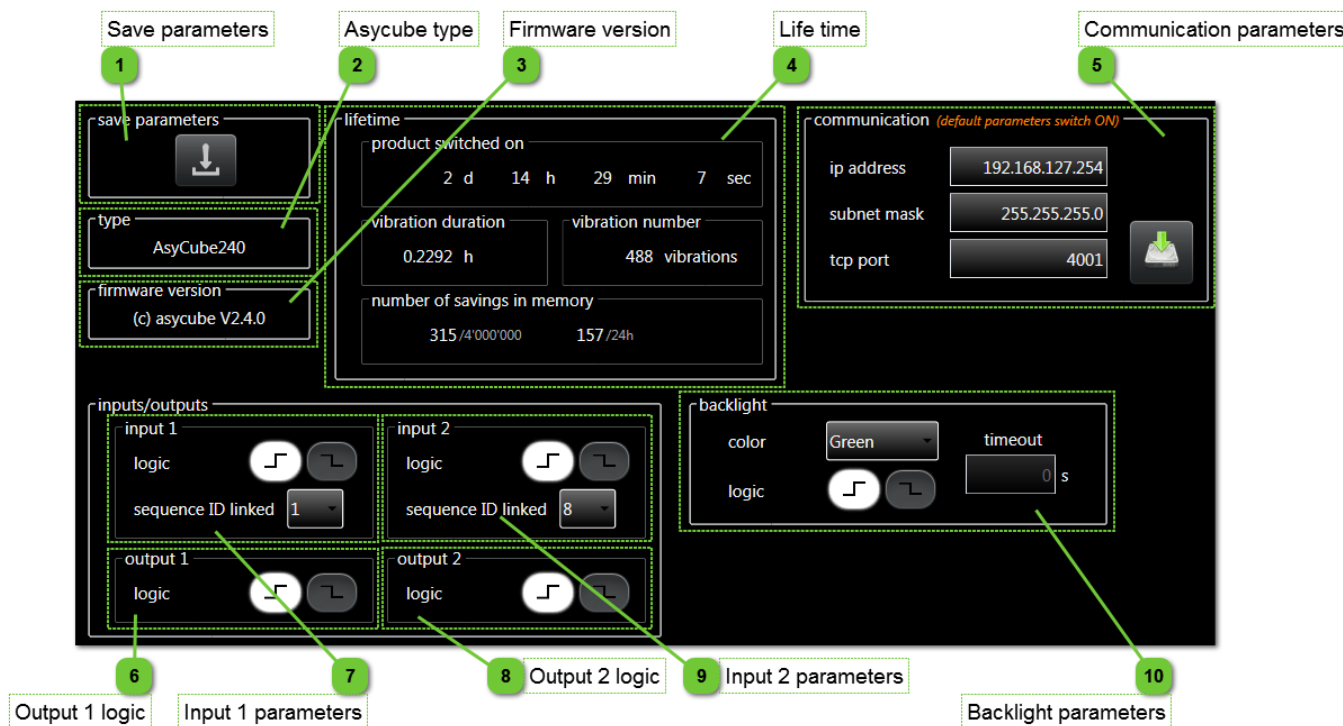 Save parameters
Asycube type
Firmware version
Life time
Communication parameters
1
2
3
4
5
save parameters
type
AsyCube240
firmware version
(c) asycube V2.4.0
lifetime
product switched on
2 d 14 h 29 min 7 sec
vibration duration
0.2292 h
vibration number
488 vibrations
number of savings in memory
315/4'000'000 157/24h
communication (default parameters switch ON)
ip address 192.168.127.254
subnet mask 255.255.255.0
tcp port 4001
inputs/outputs
input 1
logic
sequence ID linked 1
input 2
logic
sequence ID linked 8
output 1
logic
output 2
logic
backlight
color Green
timeout
0 s
logic
6
7
8 Output 2 logic
9 Input 2 parameters
10
Output 1 logic
Input 1 parameters
Backlight parameters